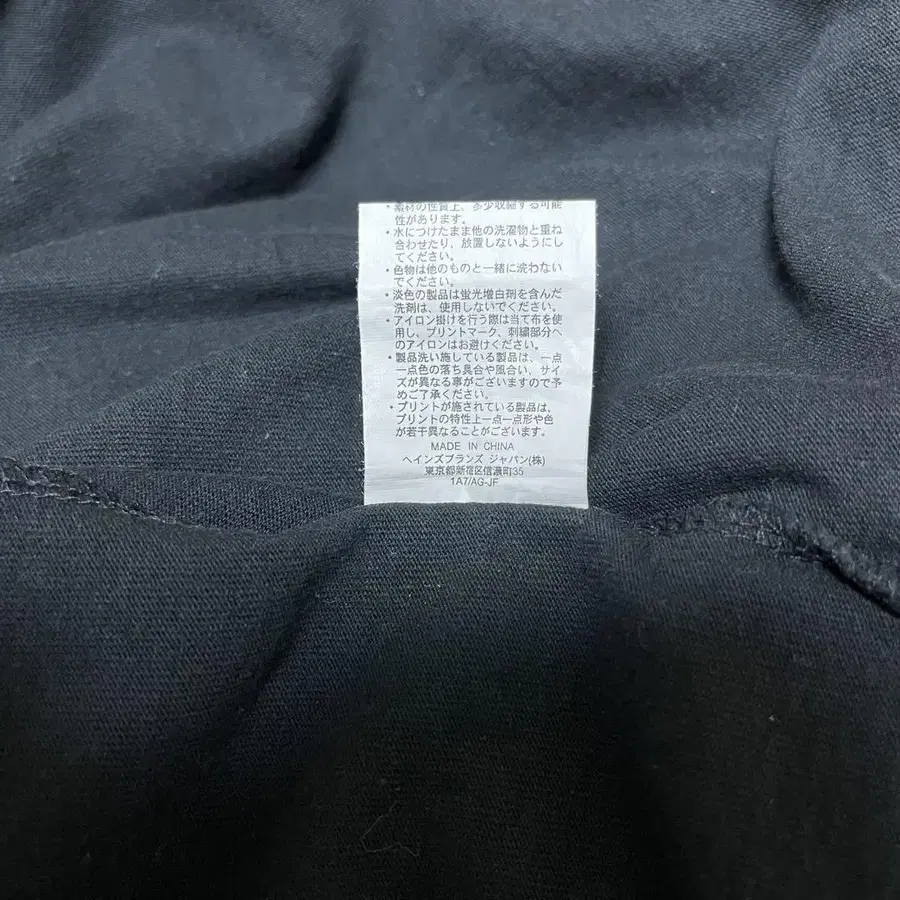 ・素材の性質上、多少収縮する可能
性があります。
・水につけたまま他の洗濯物と重ね
合わせたり、放置しないようにし
てください。
・色物は他のものと一緒に洗わない
でください。
・淡色の製品は蛍光増白剤を含んだ
洗剤は、使用しないでください。
・アイロン掛けを行う際は当て布を使
用し、プリントマーク、刺繍部分へ
のアイロンはお避けください。
・製品洗い施している製品は、一点
一点色の落ち具合や風合い、サイ
ズが異なる事がございますので予
めご了承ください。
・プリントが施されている製品は、
プリントの特性上一点一点形や色
が若干異なることがございます。
MADE IN CHINA
ヘインズブランズ ジャパン(株)
東京都新宿区信濃町35
1A7/AG-JF